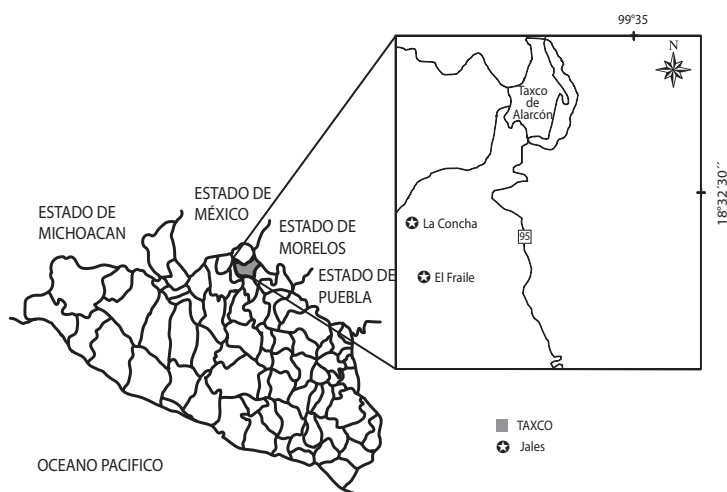 99°35
N
Taxco
de
Alarcón
18°32´30´´
ESTADO DE
MÉXICO
ESTADO DE
MICHOACAN
ESTADO DE
MORELOS
La Concha
95
ESTADO DE
PUEBLA
El Fraile
TAXCO
Jales
OCEANO PACIFICO